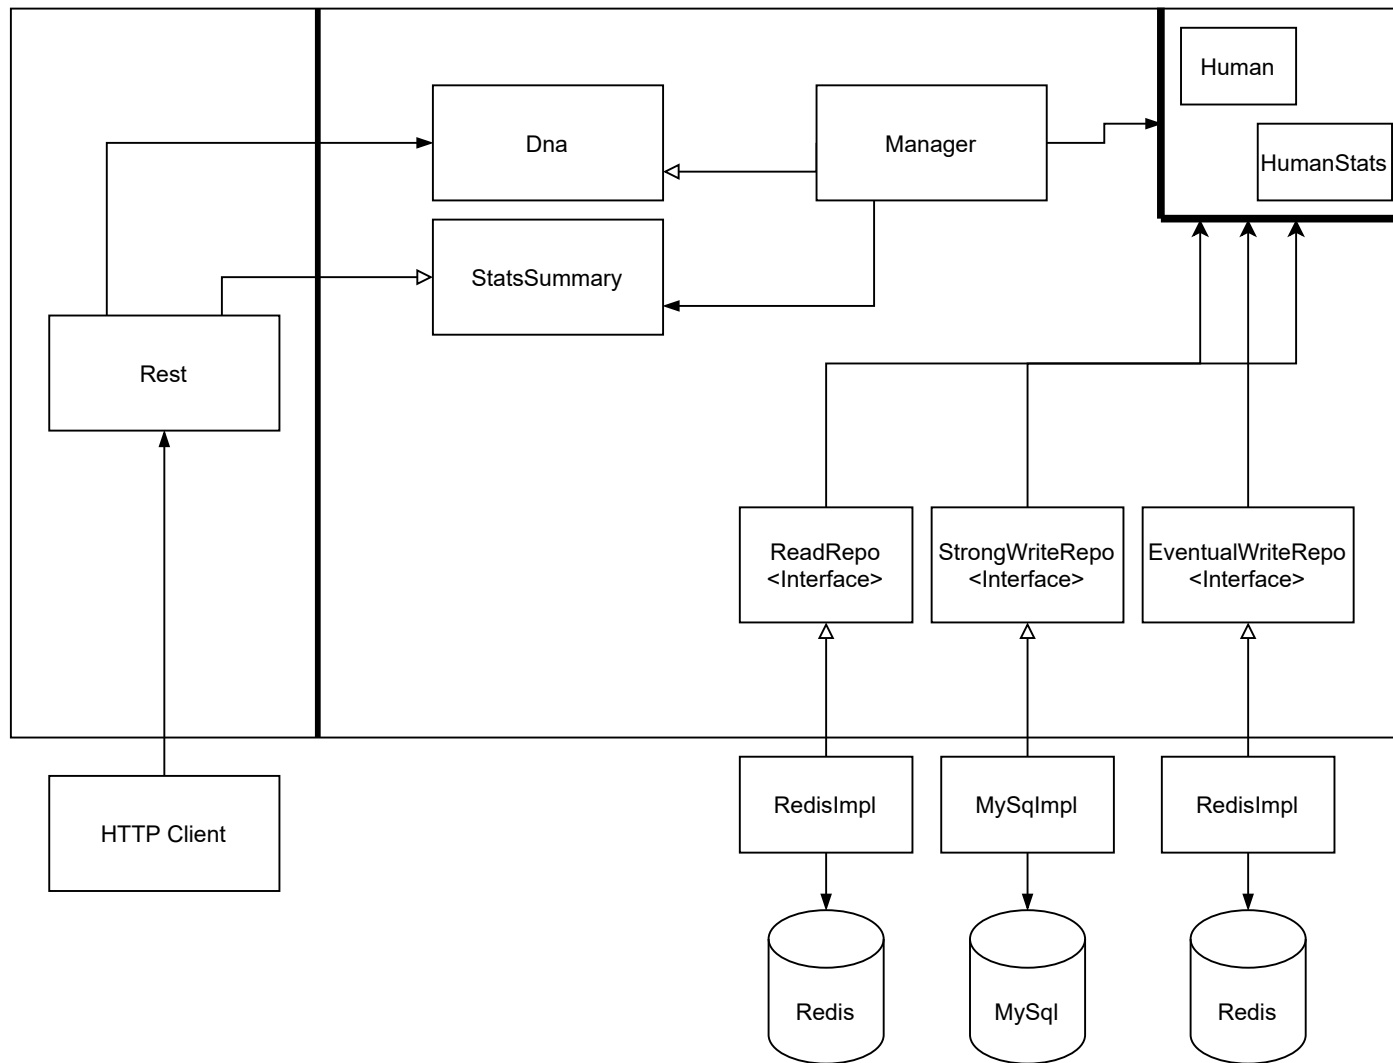 Human
Dna
Manager
HumanStats
StatsSummary
Rest
ReadRepo
<Interface>
StrongWriteRepo
<Interface>
EventualWriteRepo
<Interface>
RedisImpl
MySqImpl
RedisImpl
HTTP Client
Redis
MySql
Redis